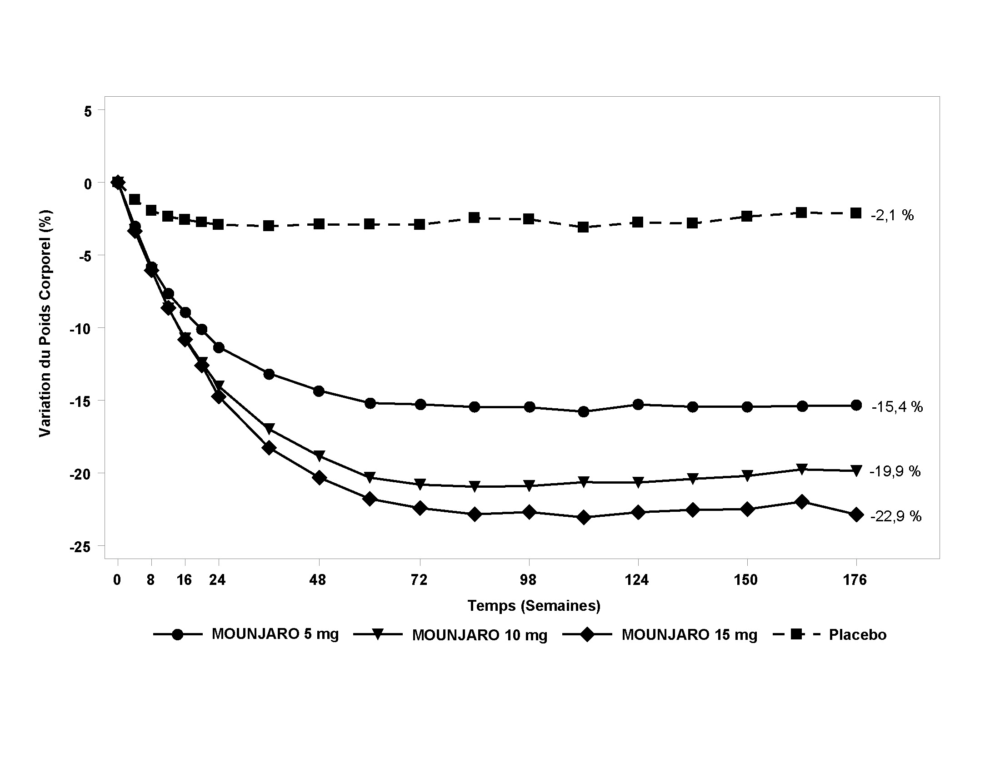 5
0
-5
-10
-15
-20
-25
Variation du Poids Corporel (%)
-2,1 %
-15,4 %
-19,9 %
-22,9 %
0 8 16 24 48 72 98 124 150 176
Temps (Semaines)
MOUNJARO 5 mg MOUNJARO 10 mg MOUNJARO 15 mg Placebo